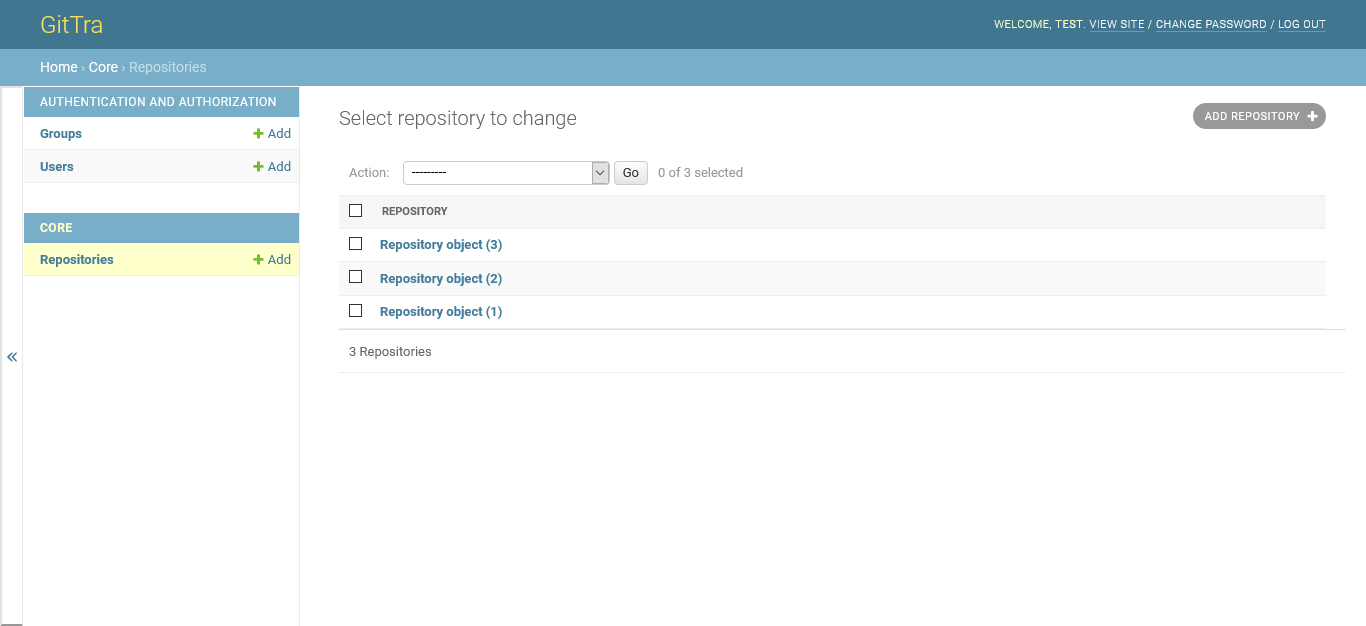 GitTra
WELCOME, TEST. VIEW SITE / CHANGE PASSWORD / LOG OUT
Home › Core › Repositories
AUTHENTICATION AND AUTHORIZATION
Groups + Add
Users + Add
CORE
Repositories + Add
«
Select repository to change
ADD REPOSITORY +
Action: --------- Go 0 of 3 selected
REPOSITORY
Repository object (3)
Repository object (2)
Repository object (1)
3 Repositories